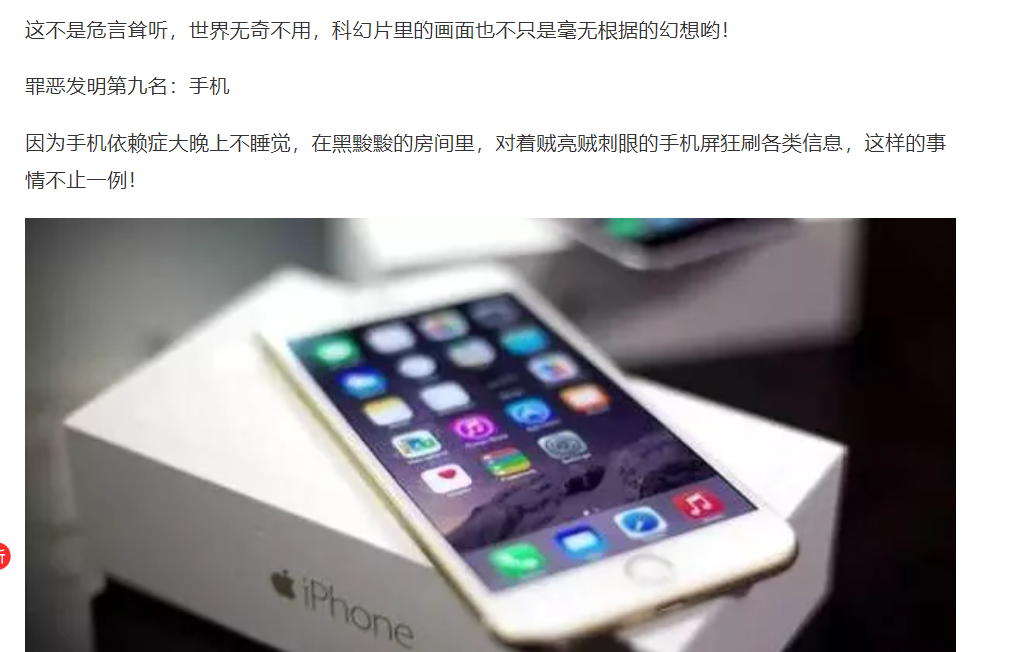 这不是危言耸听，世界无奇不用，科幻片里的画面也不只是毫无根据的幻想哟！
罪恶发明第九名：手机
因为手机依赖症大晚上不睡觉，在黑黢黢的房间里，对着贼亮贼刺眼的手机屏狂刷各类信息，这样的事
情不止一例！
iPhone